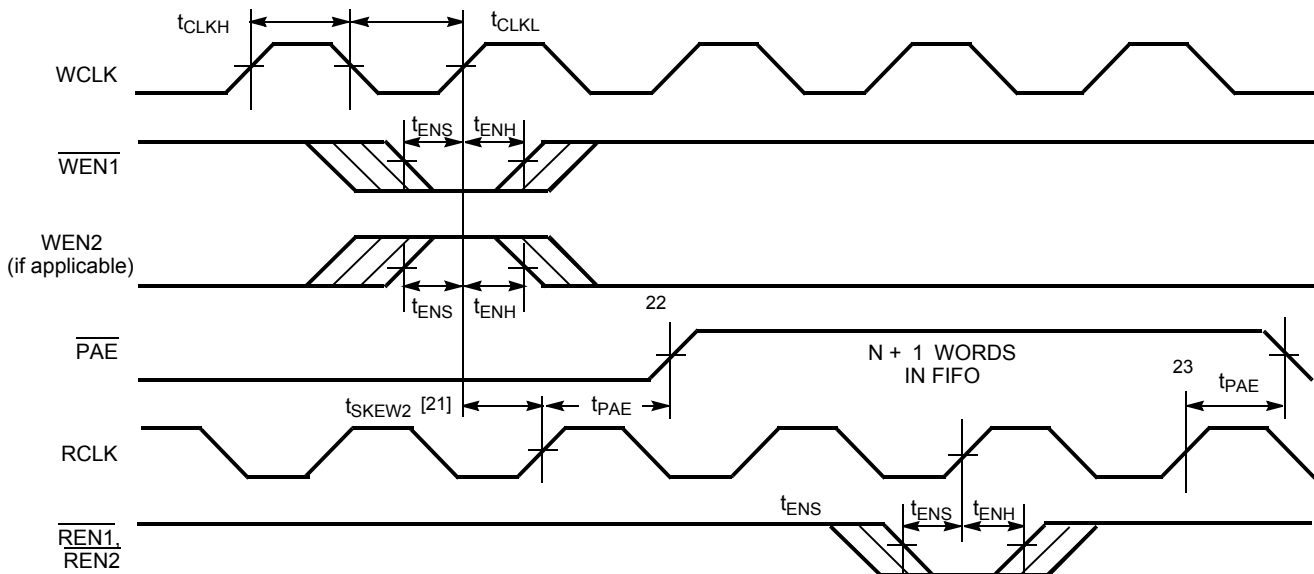 tCLKH
tCLKL
WCLK
tENS
tENH
WEN1
WEN2
(if applicable)
tENS
tENH
22
PAE
N + 1 WORDS
IN FIFO
23
tPAE
tSKEW2 [21]
tPAE
RCLK
tENS
tENS
tENH
REN1,
REN2